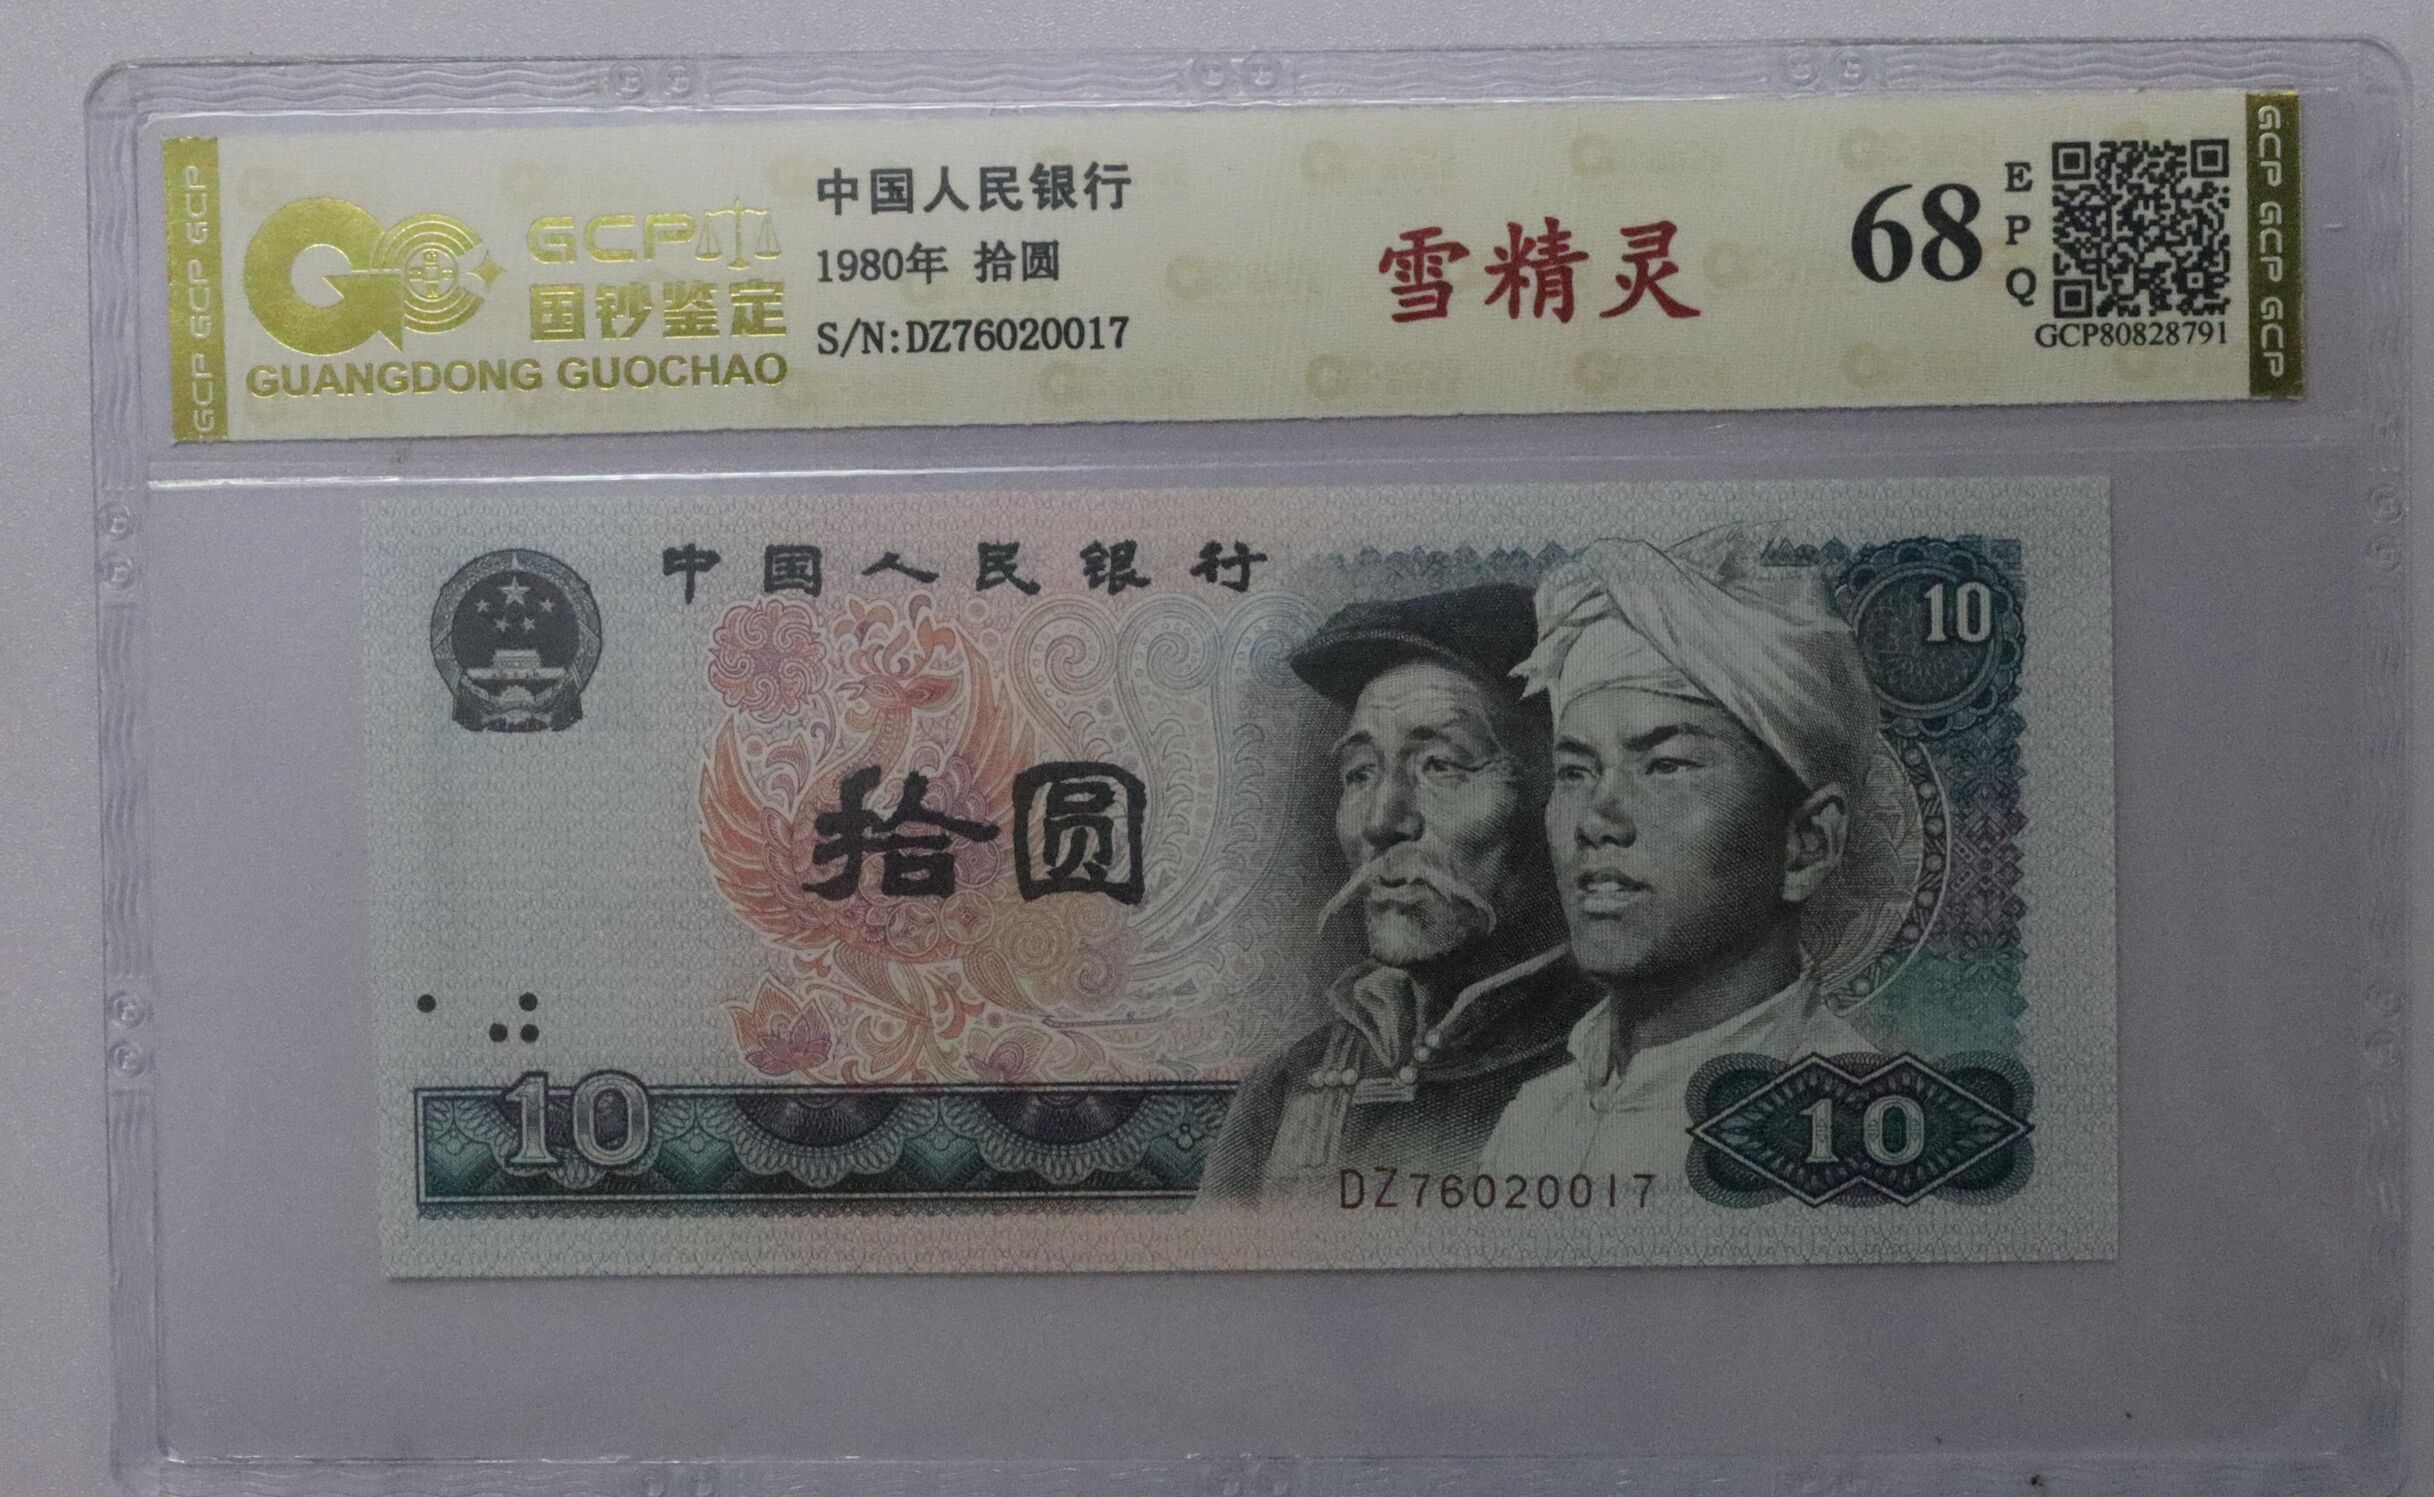 GCP GCP GCP
GCP
国钞鉴定
GUANGDONG GUOCHAO
中国人民银行
1980年 拾圆
S/N:DZ76020017
雪精灵
68
EPQ
GCP80828791
GCP GCP GCP
中国人民银行
10
拾圆
10
DZ76020017
10